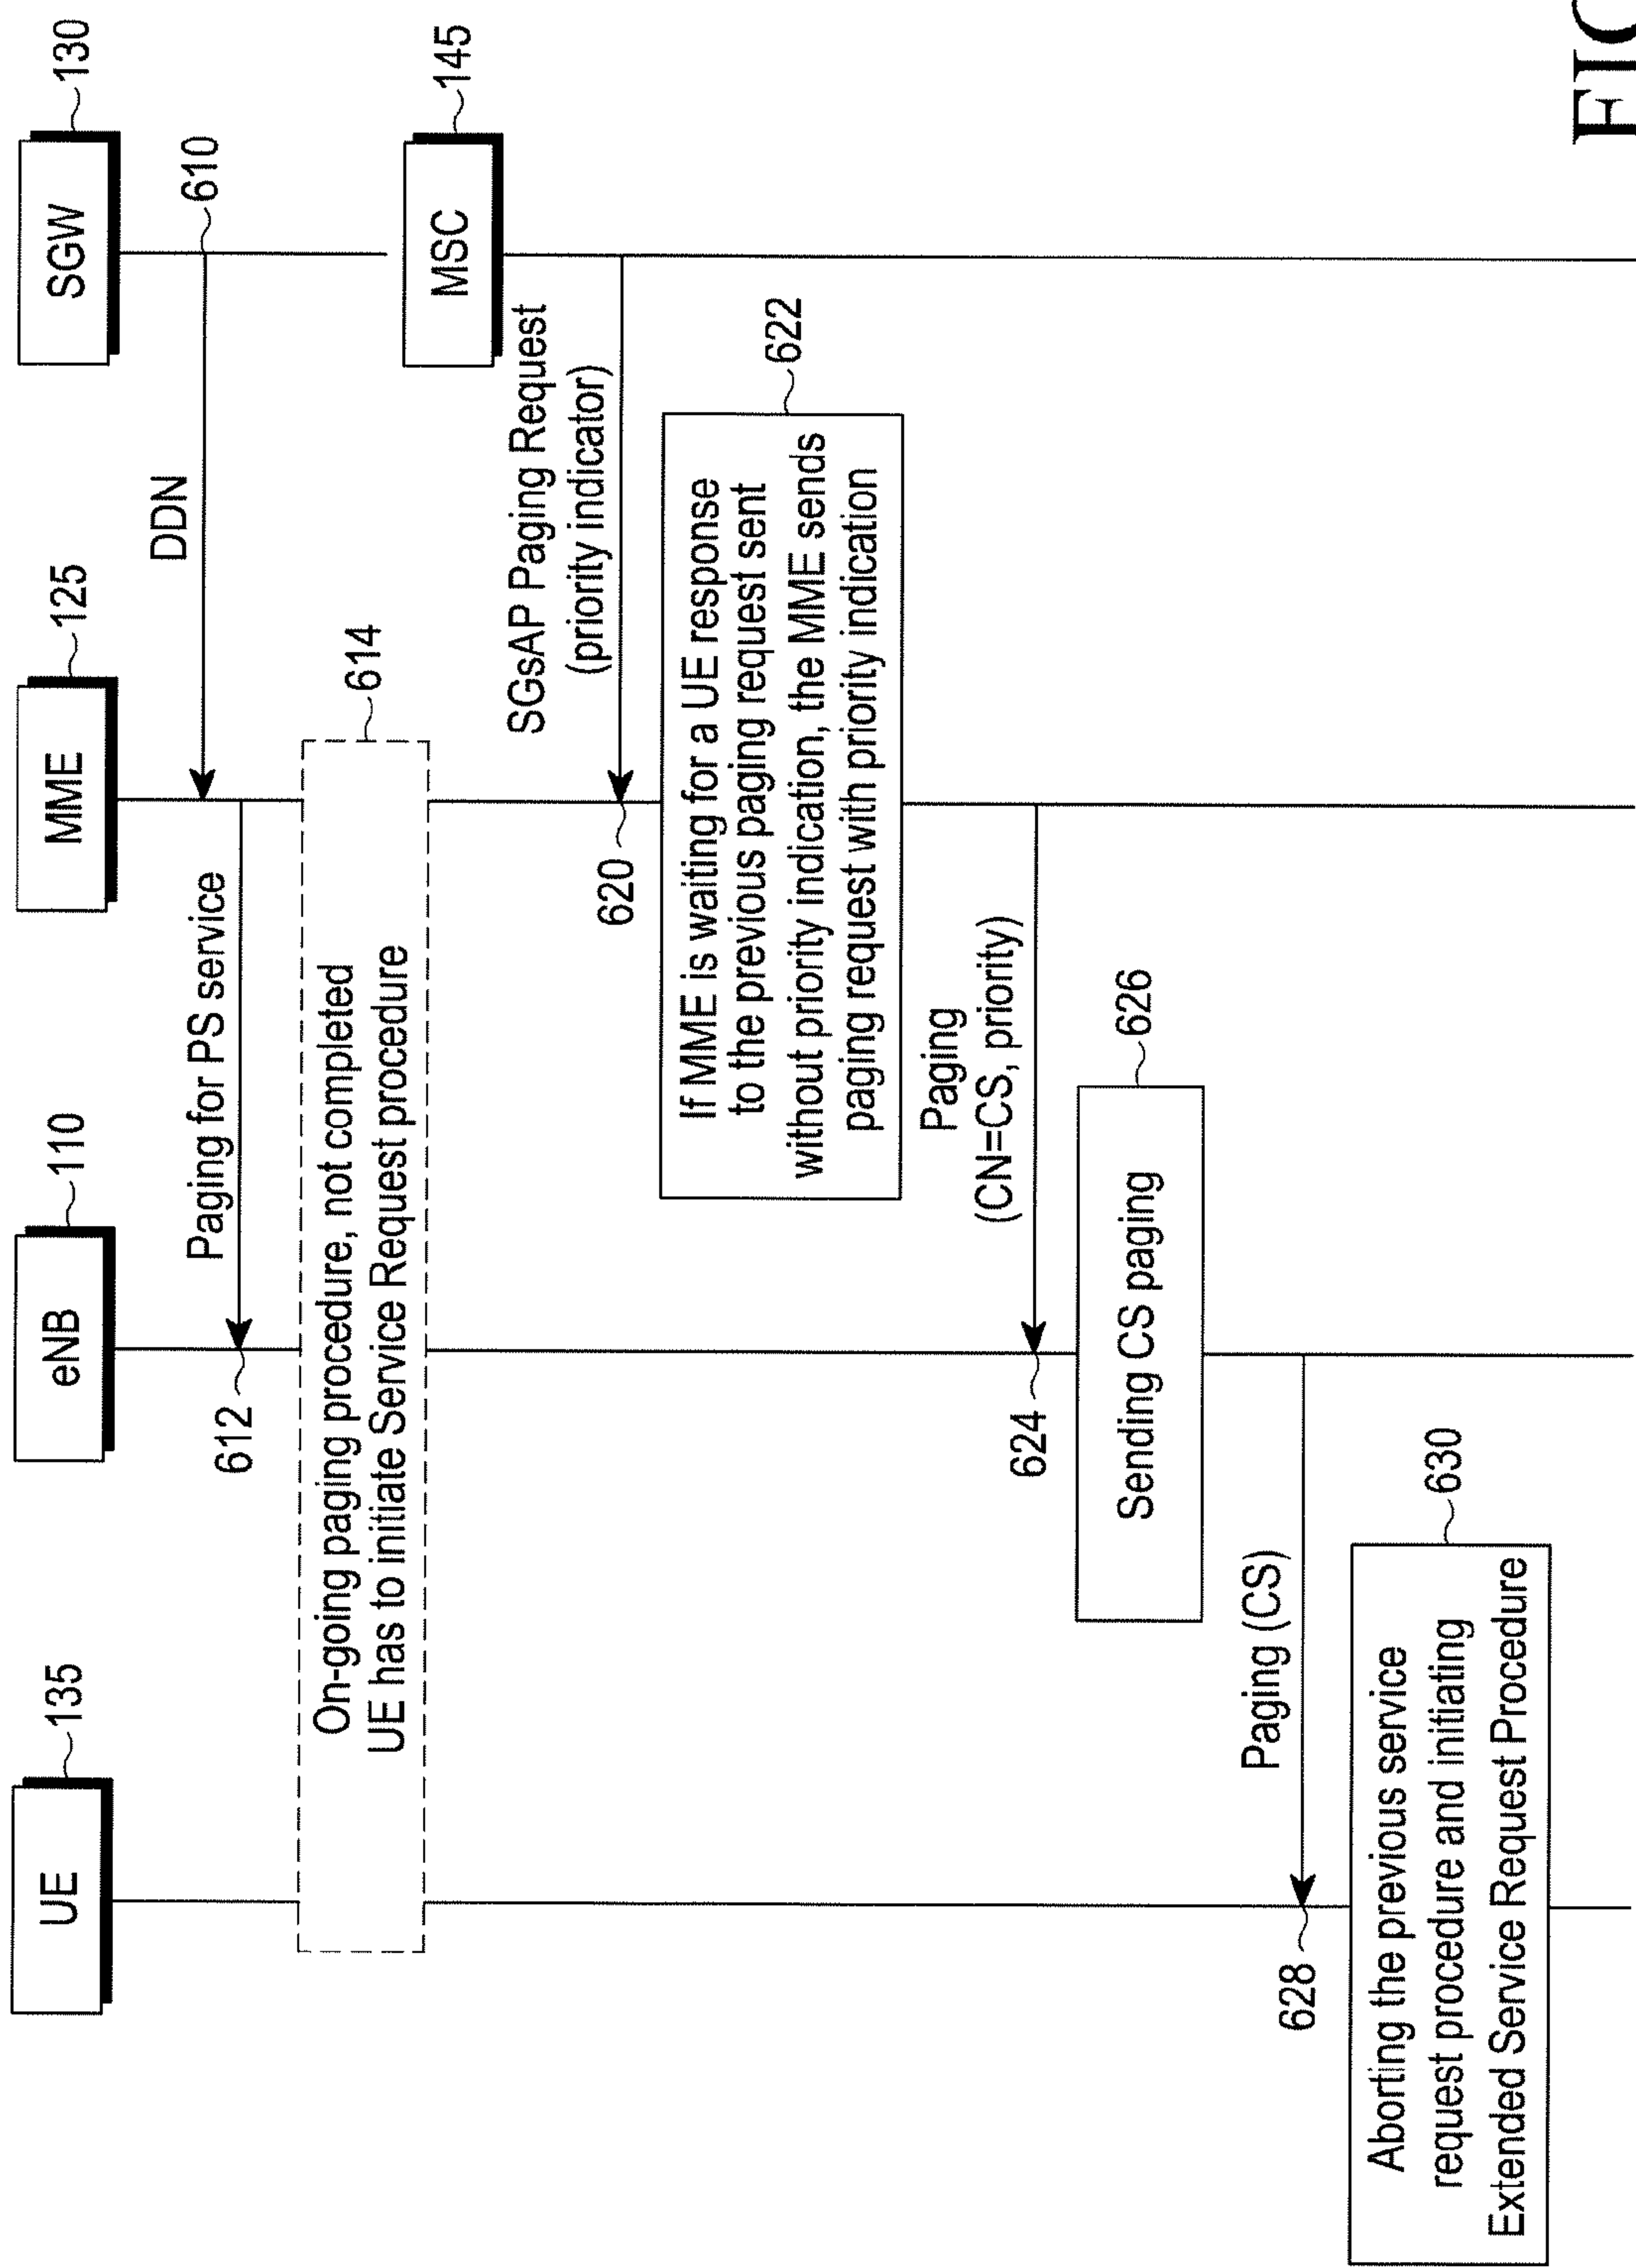 UE
135
eNB
110
MME
125
SGW
130
DDN
610
Paging for PS service
612
On-going paging procedure, not completed
UE has to initiate Service Request procedure
614
MSC
145
SGsAP Paging Request
(priority indicator)
620
If MME is waiting for a UE response
to the previous paging request sent
without priority indication, the MME sends
paging request with priority indication
622
Paging
(CN=CS, priority)
624
Sending CS paging
626
Paging (CS)
628
Aborting the previous service
request procedure and initiating
Extended Service Request Procedure
630